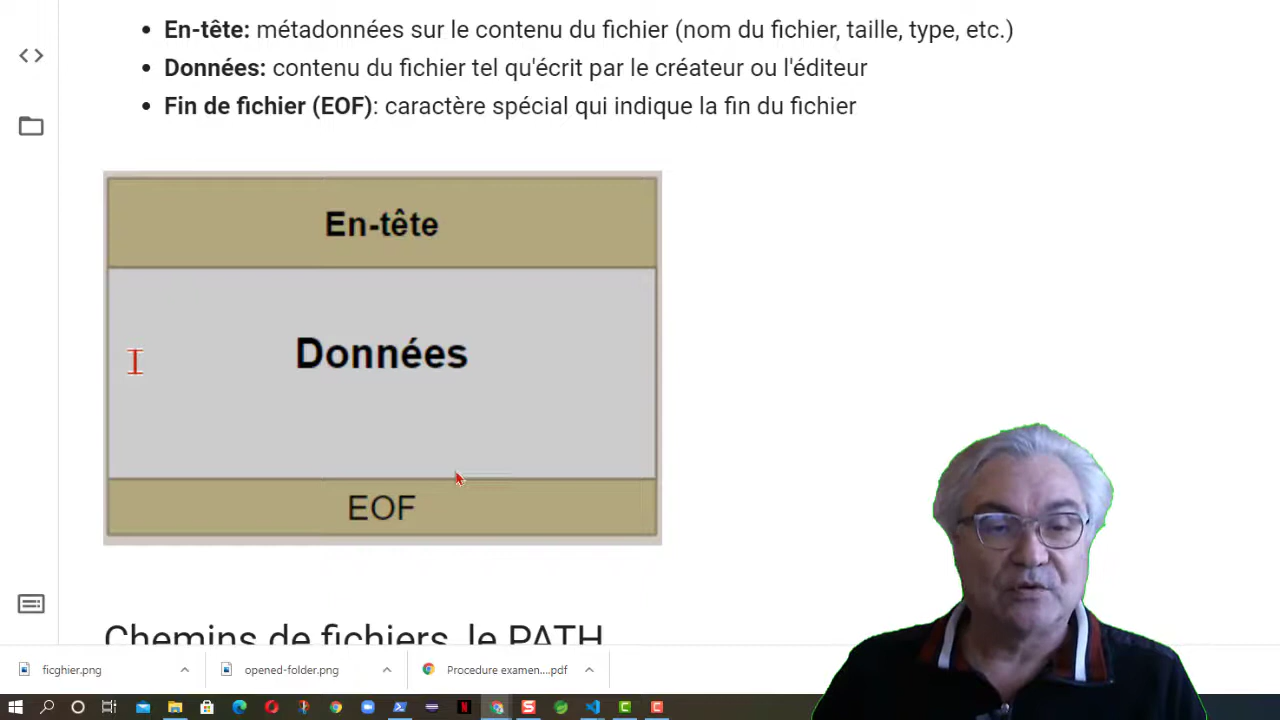 En-tête: métadonnées sur le contenu du fichier (nom du fichier, taille, type, etc.)
Données: contenu du fichier tel qu'écrit par le créateur ou l'éditeur
Fin de fichier (EOF): caractère spécial qui indique la fin du fichier
En-tête
Données
EOF
Chemins de fichiers, le PATH
ficghier.png
opened-folder.png
Procedure examen....pdf